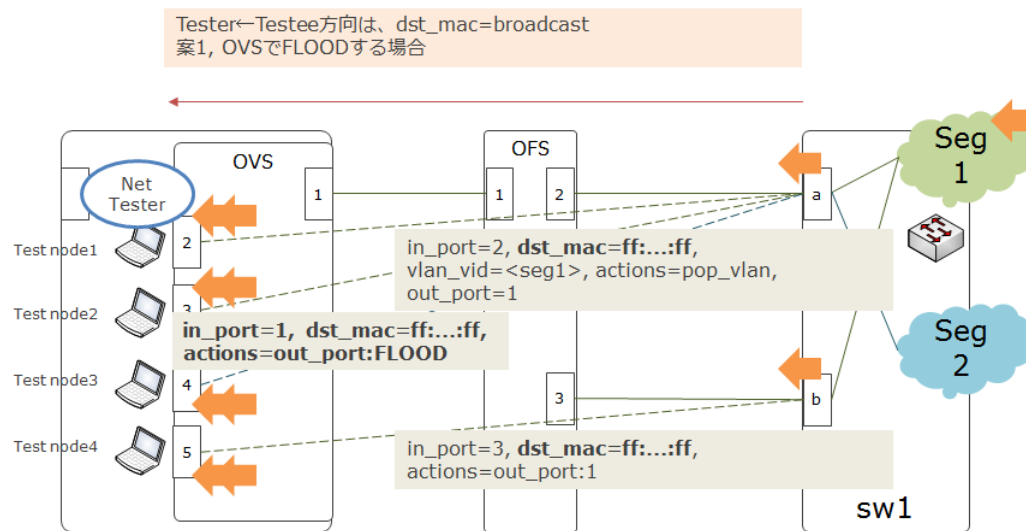 Tester←Testee方向は、dst_mac=broadcast
案1, OVSでFLOODする場合
OVS
OFS
Seg
1
Net
Tester
1
1
2
a
Test node1
2
in_port=2, dst_mac=ff:...:ff,
vlan_vid=<seg1>, actions=pop_vlan,
out_port=1
Test node2
3
in_port=1, dst_mac=ff:...:ff,
actions=out_port:FLOOD
Seg
2
Test node3
4
3
b
Test node4
5
in_port=3, dst_mac=ff:...:ff,
actions=out_port:1
sw1